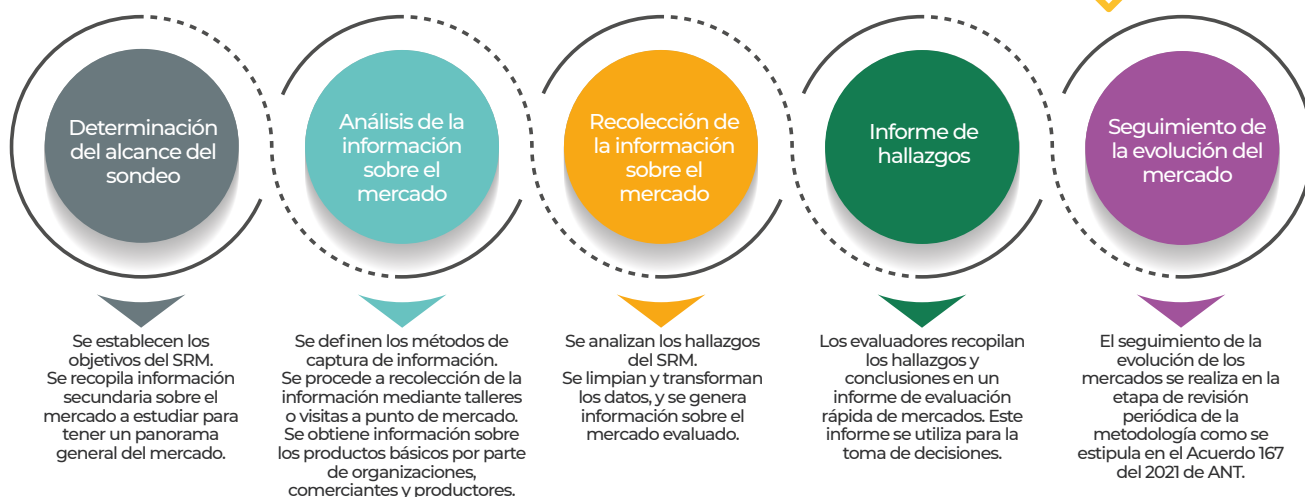 Determinación
del alcance del
sondeo
Se establecen los
objetivos del SRM.
Se recopila información
secundaria sobre el
mercado a estudiar para
tener un panorama
general del mercado.
Análisis de la
información
sobre el
mercado
Se definen los métodos de
captura de información.
Se procede a recolección de la
información mediante talleres
o visitas a punto de mercado.
Se obtiene información sobre
los productos básicos por parte
de organizaciones,
comerciantes y productores.
Recolección de
la información
sobre el
mercado
Se analizan los hallazgos
del SRM.
Se limpian y transforman
los datos, y se genera
información sobre el
mercado evaluado.
Informe de
hallazgos
Los evaluadores recopilan
los hallazgos y
conclusiones en un
informe de evaluación
rápida de mercados. Este
informe se utiliza para la
toma de decisiones.
Seguimiento de
la evolución del
mercado
El seguimiento de la
evolución de los
mercados se realiza en la
etapa de revisión
periódica de la
metodología como se
estipula en el Acuerdo 167
del 2021 de ANT.